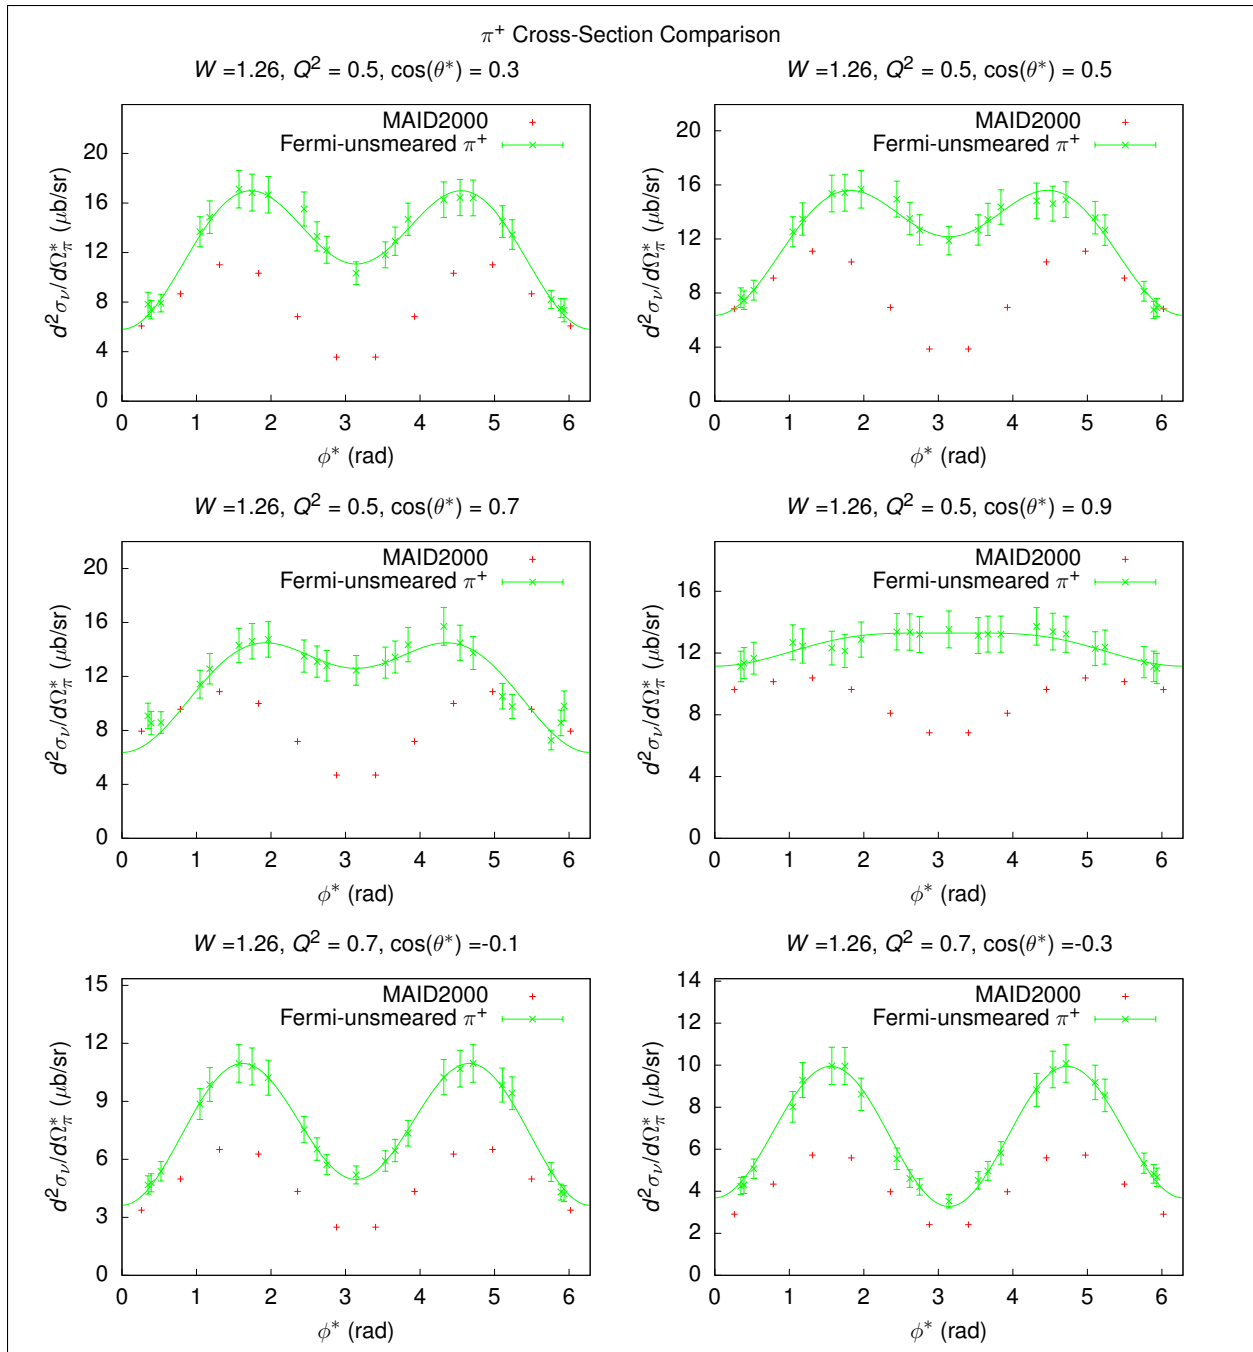 π+ Cross-Section Comparison
W =1.26, Q2 = 0.5, cos(θ*) = 0.3
MAID2000
Fermi-unsmeared π+
20
16
12
8
4
0
d2σν/dΩ*π (μb/sr)
0 1 2 3 4 5 6
ϕ* (rad)
W =1.26, Q2 = 0.5, cos(θ*) = 0.5
MAID2000
Fermi-unsmeared π+
20
16
12
8
4
0
d2σν/dΩ*π (μb/sr)
0 1 2 3 4 5 6
ϕ* (rad)
W =1.26, Q2 = 0.5, cos(θ*) = 0.7
MAID2000
Fermi-unsmeared π+
20
16
12
8
4
0
d2σν/dΩ*π (μb/sr)
0 1 2 3 4 5 6
ϕ* (rad)
W =1.26, Q2 = 0.5, cos(θ*) = 0.9
MAID2000
Fermi-unsmeared π+
16
12
8
4
0
d2σν/dΩ*π (μb/sr)
0 1 2 3 4 5 6
ϕ* (rad)
W =1.26, Q2 = 0.7, cos(θ*) =-0.1
MAID2000
Fermi-unsmeared π+
15
12
9
6
3
0
d2σν/dΩ*π (μb/sr)
0 1 2 3 4 5 6
ϕ* (rad)
W =1.26, Q2 = 0.7, cos(θ*) =-0.3
MAID2000
Fermi-unsmeared π+
14
12
10
8
6
4
2
0
d2σν/dΩ*π (μb/sr)
0 1 2 3 4 5 6
ϕ* (rad)